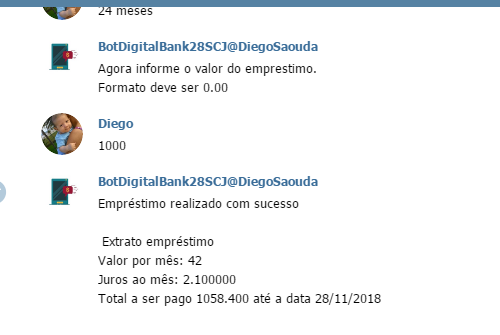 24 meses
BotDigitalBank28SCJ@DiegoSaouda
Agora informe o valor do emprestimo.
Formato deve ser 0.00
Diego
1000
BotDigitalBank28SCJ@DiegoSaouda
Empréstimo realizado com sucesso
Extrato empréstimo
Valor por mês: 42
Juros ao mês: 2.100000
Total a ser pago 1058.400 até a data 28/11/2018